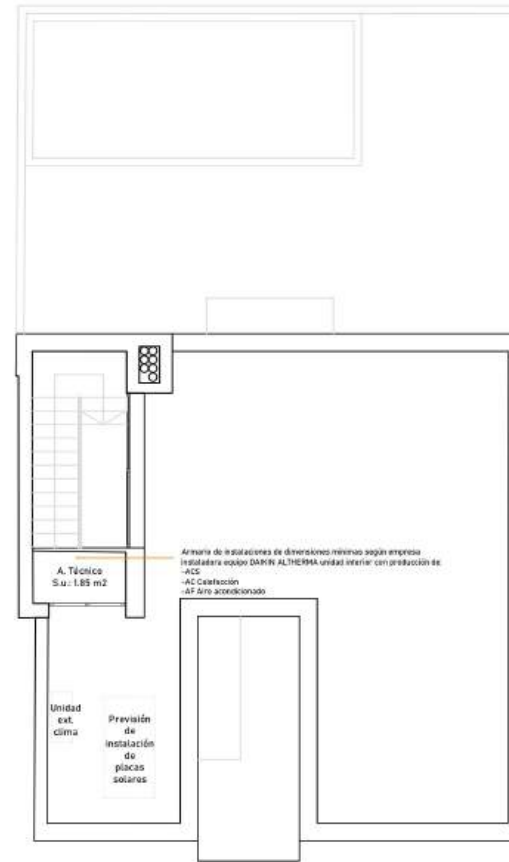 Armario de instalaciones de dimensiones mínimas según empresa
instaladora equipo DAIKIN ALTHERMA unidad interior con producción de:
-ACS
-AC Calefacción
-AF Aire acondicionado
A. Técnico
S.u.: 1.85 m2
Unidad
ext.
clima
Previsión
de
instalación
de
placas
solares